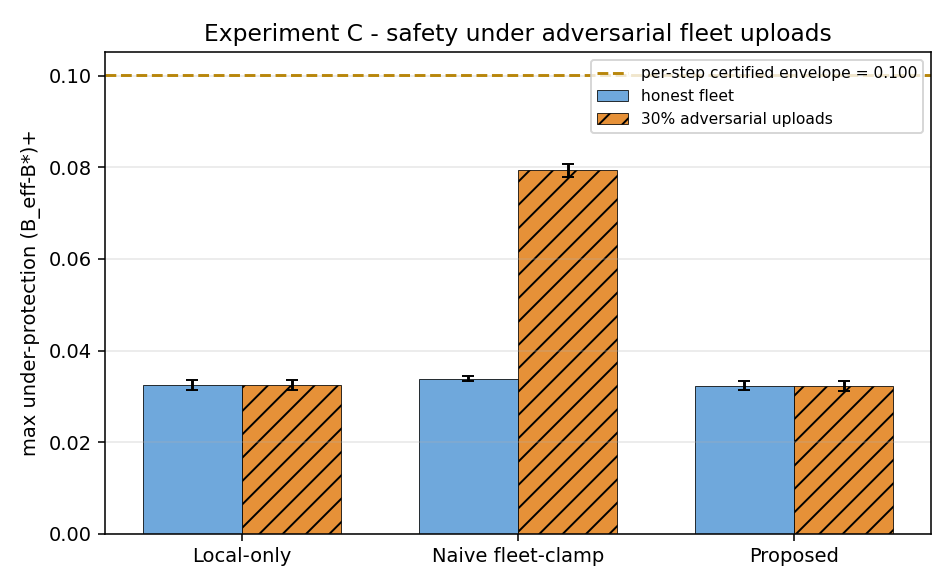 Experiment C - safety under adversarial fleet uploads
max under-protection (B_eff-B*)+
0.10
0.08
0.06
0.04
0.02
0.00
per-step certified envelope = 0.100
honest fleet
30% adversarial uploads
Local-only
Naive fleet-clamp
Proposed